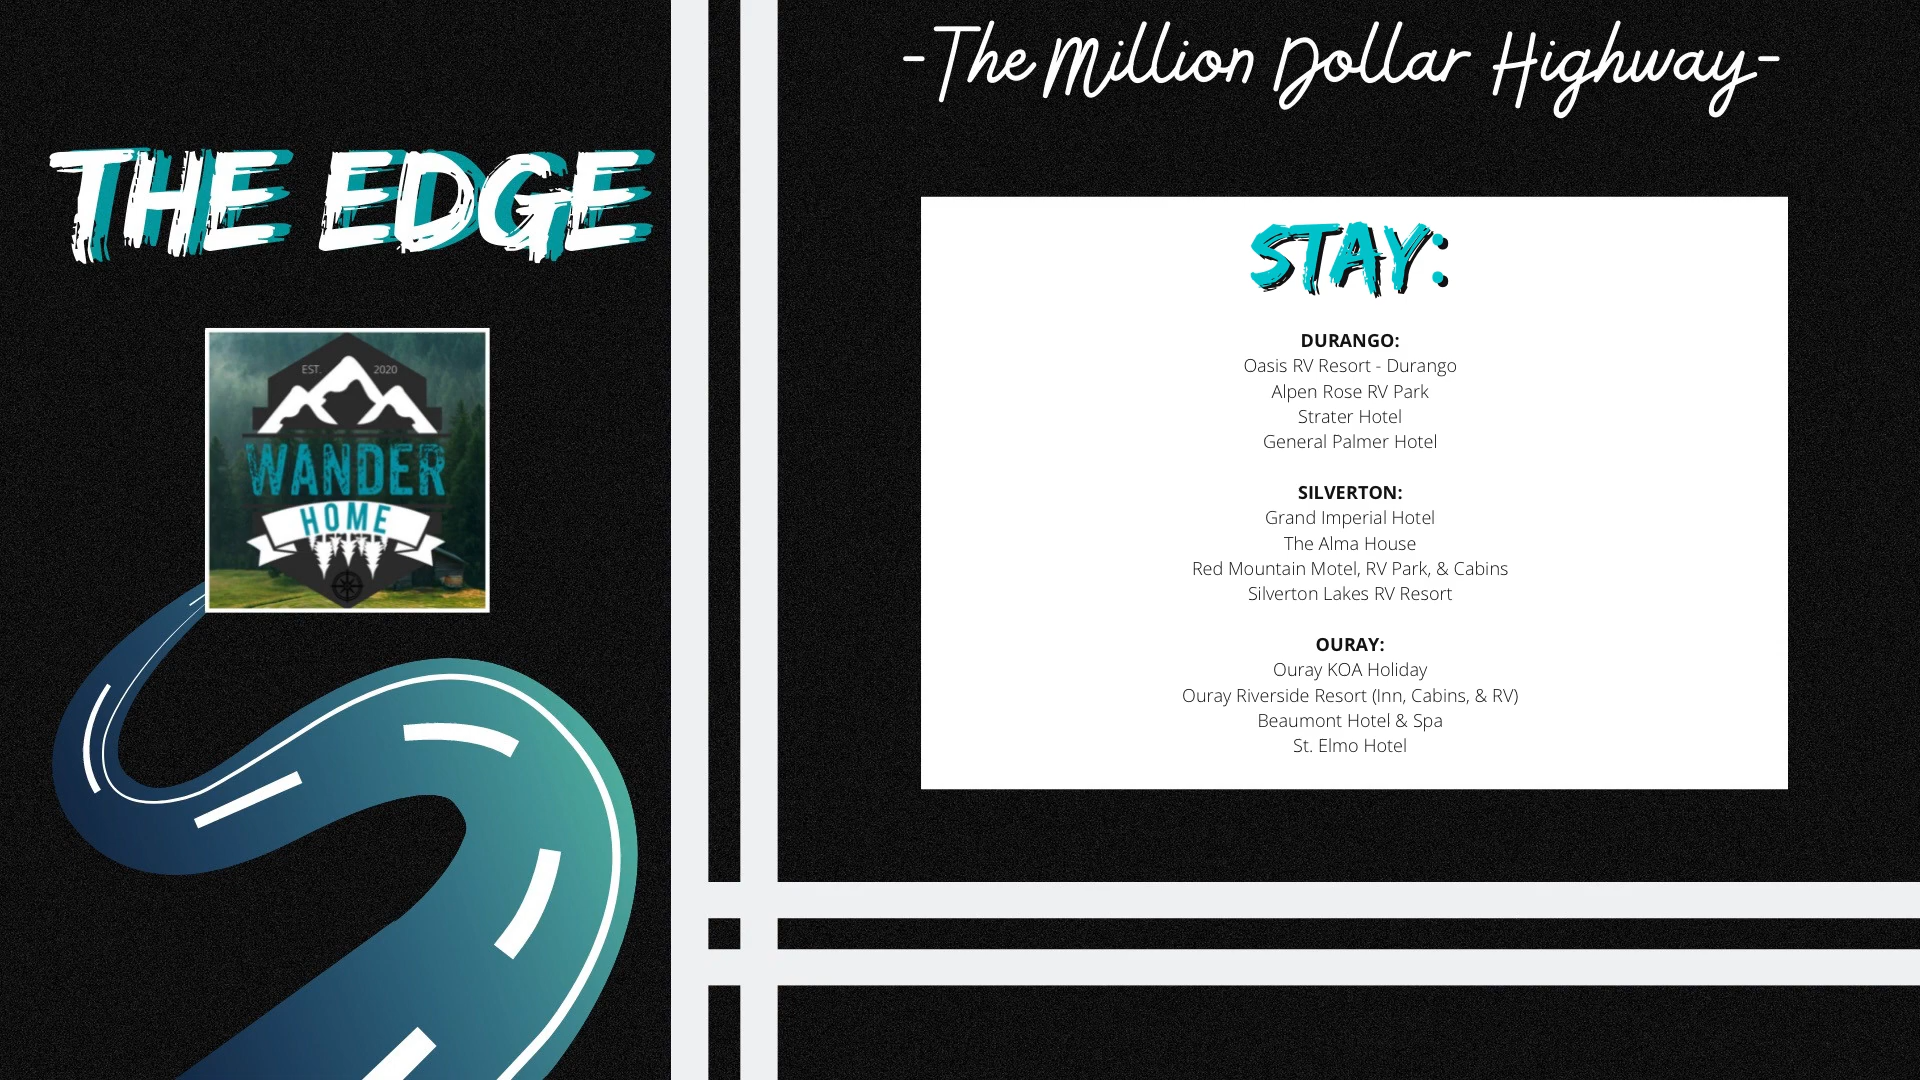 -The Million Dollar Highway-
THE EDGE
EST. 2020
WANDER
HOME
STAY:
DURANGO:
Oasis RV Resort - Durango
Alpen Rose RV Park
Strater Hotel
General Palmer Hotel
SILVERTON:
Grand Imperial Hotel
The Alma House
Red Mountain Motel, RV Park, & Cabins
Silverton Lakes RV Resort
OURAY:
Ouray KOA Holiday
Ouray Riverside Resort (Inn, Cabins, & RV)
Beaumont Hotel & Spa
St. Elmo Hotel